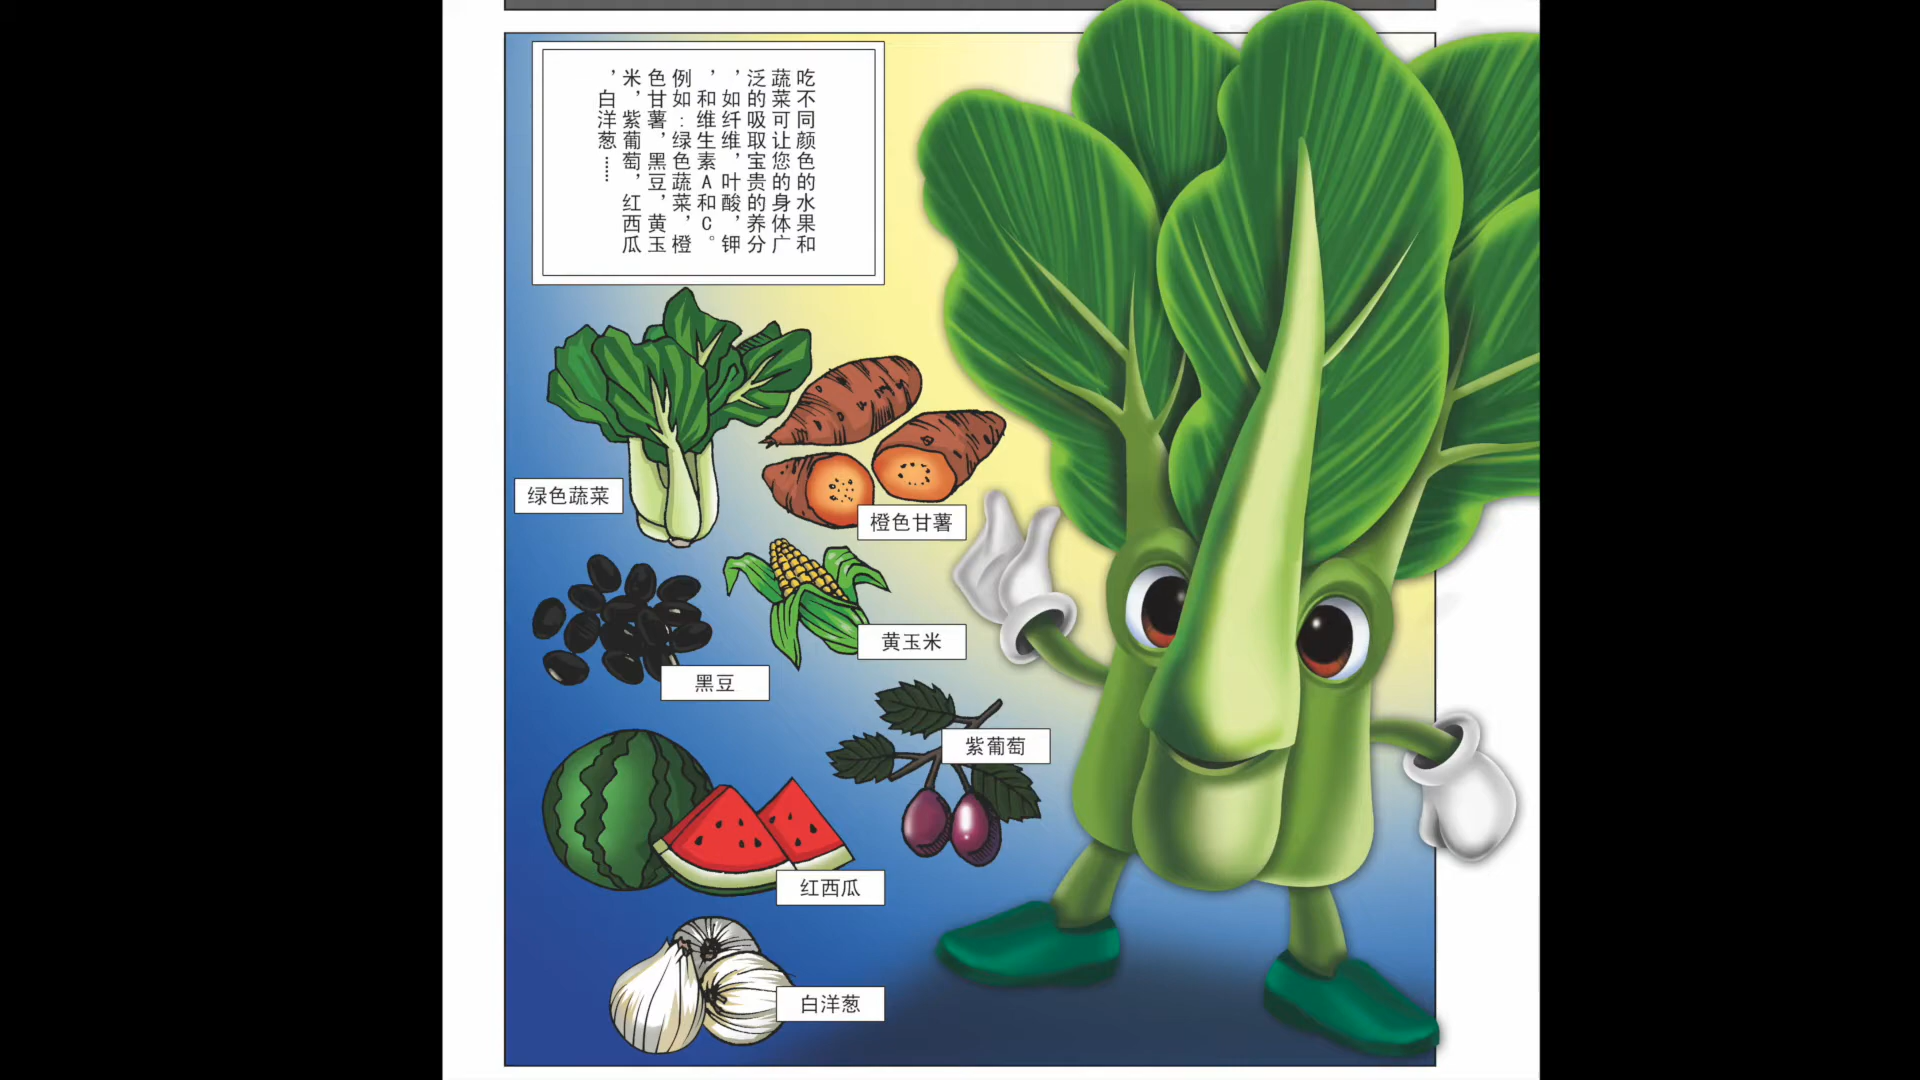 吃不同颜色的水果和
蔬菜可让您的身体广
泛的吸取宝贵的养分
，如纤维，叶酸，钾
，和维生素A和C。
例如：绿色蔬菜，橙
色甘薯，黑豆，黄玉
米，紫葡萄，红西瓜
，白洋葱……
绿色蔬菜
橙色甘薯
黄玉米
黑豆
紫葡萄
红西瓜
白洋葱